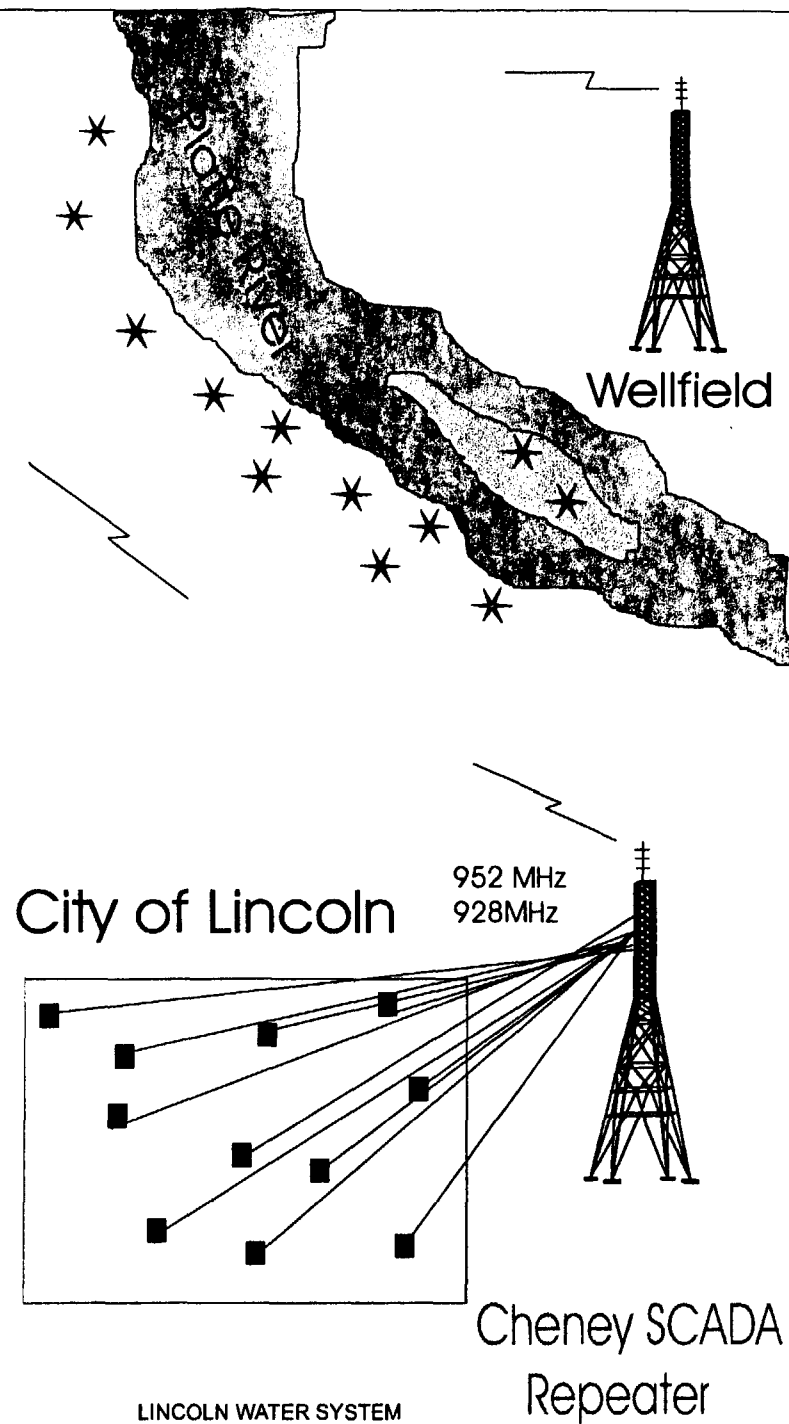 Platte River
Wellfield
952 MHz
928MHz
City of Lincoln
Cheney SCADA
Repeater
LINCOLN WATER SYSTEM